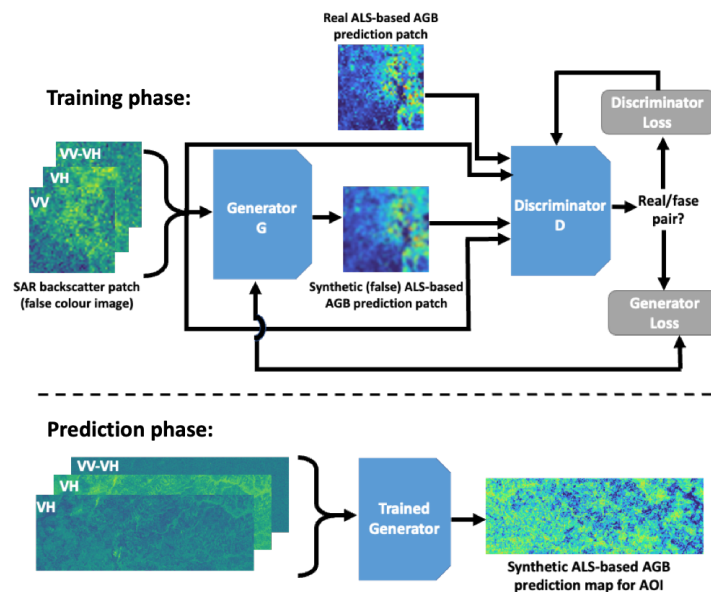 Real ALS-based AGB
prediction patch
Training phase:
VV-VH
VH
VV
SAR backscatter patch
(false colour image)
Generator
G
Synthetic (false) ALS-based
AGB prediction patch
Discriminator
D
Discriminator
Loss
Real/fase
pair?
Generator
Loss
Prediction phase:
VV-VH
VH
VH
Trained
Generator
Synthetic ALS-based AGB
prediction map for AOI